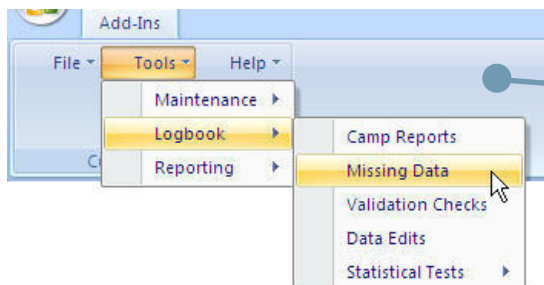 Add-Ins
File Tools Help
Maintenance
Logbook Camp Reports
Reporting Missing Data
Validation Checks
Data Edits
Statistical Tests